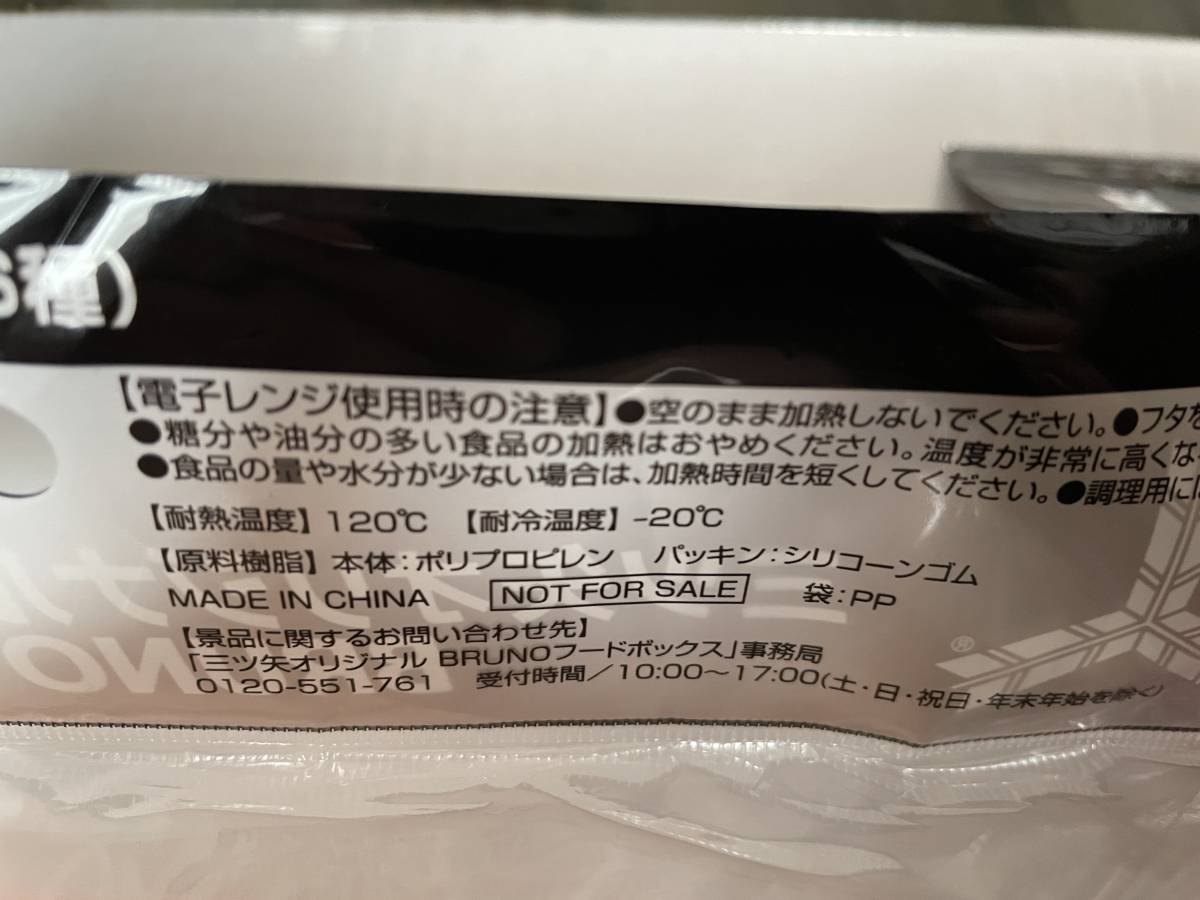 6種)
【電子レンジ使用時の注意】●空のまま加熱しないでください。●フタを
●糖分や油分の多い食品の加熱はおやめください。温度が非常に高くな
●食品の量や水分が少ない場合は、加熱時間を短くしてください。●調理用に
【耐熱温度】120℃ 【耐冷温度】-20℃
【原料樹脂】本体:ポリプロピレン パッキン:シリコーンゴム
MADE IN CHINA NOT FOR SALE 袋:PP
【景品に関するお問い合わせ先】
「三ツ矢オリジナル BRUNOフードボックス」事務局
0120-551-761 受付時間/10:00～17:00(土・日・祝日・年末年始を除く)
®